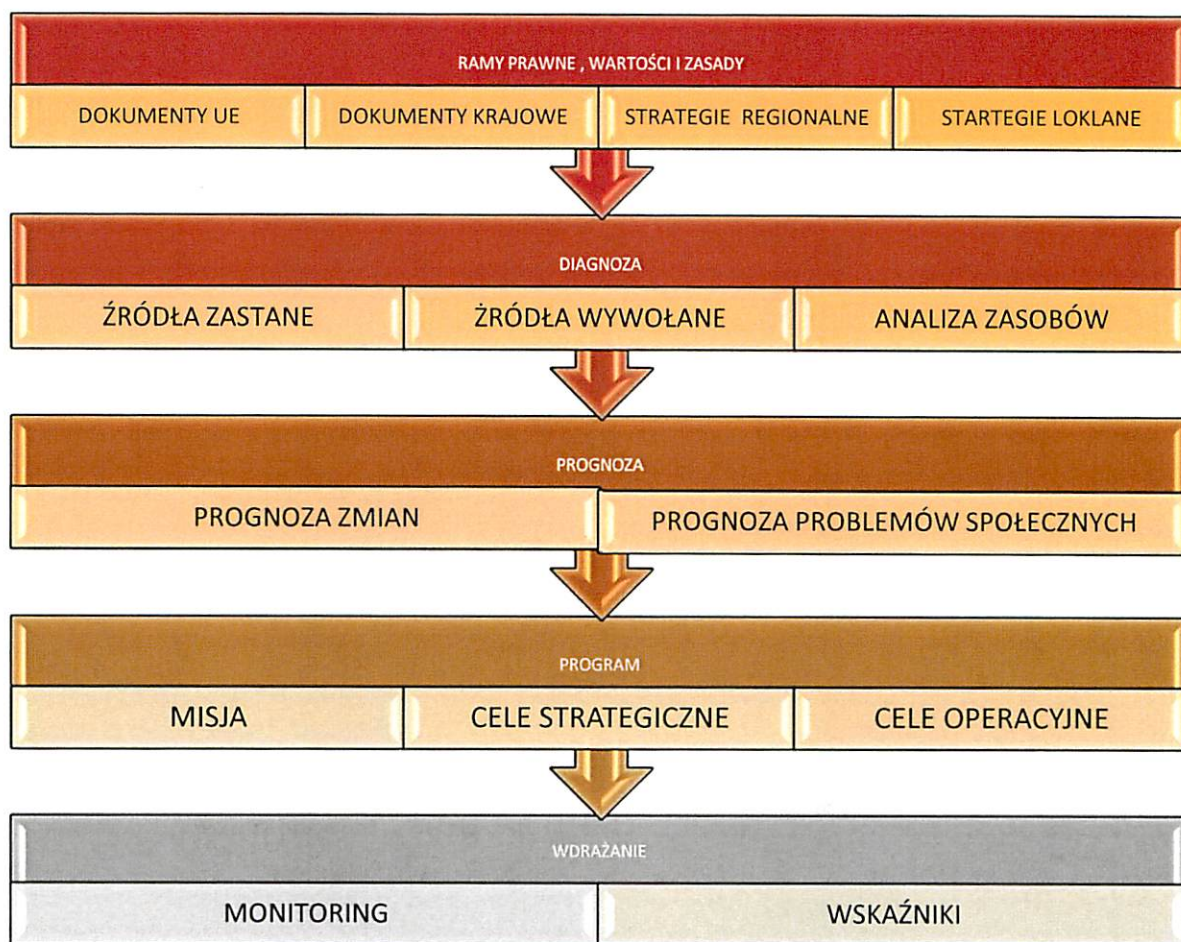 RAMY PRAWNE , WARTOŚCI I ZASADY
DOKUMENTY UE
DOKUMENTY KRAJOWE
STRATEGIE REGIONALNE
STARTEGIE LOKLANE
DIAGNOZA
ŹRÓDŁA ZASTANE
ŻRÓDŁA WYWOŁANE
ANALIZA ZASOBÓW
PROGNOZA
PROGNOZA ZMIAN
PROGNOZA PROBLEMÓW SPOŁECZNYCH
PROGRAM
MISJA
CELE STRATEGICZNE
CELE OPERACYJNE
WDRAŻANIE
MONITORING
WSKAŹNIKI